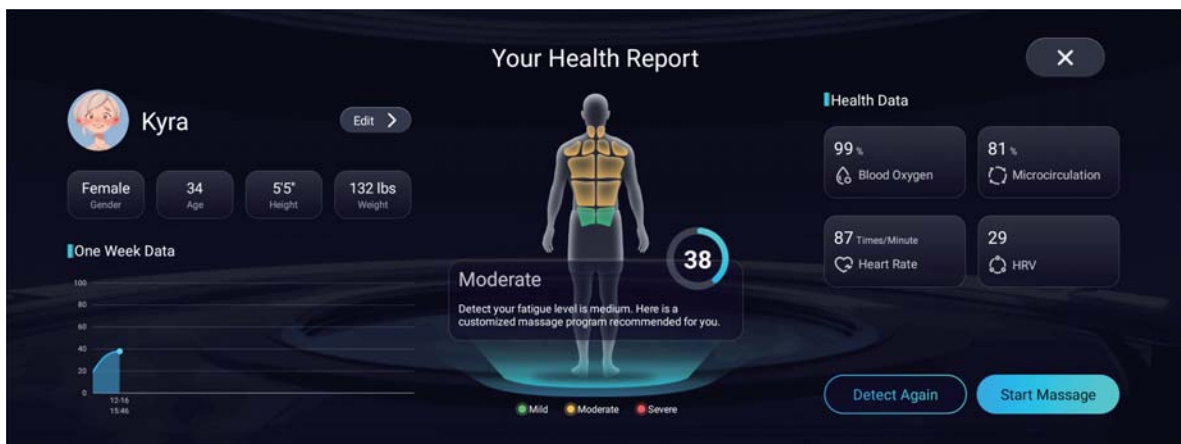 Your Health Report
Kyra
Edit
Female
Gender
34
Age
5'5"
Height
132 lbs
Weight
One Week Data
100
80
60
40
20
0
12-16
15:46
38
Moderate
Detect your fatigue level is medium. Here is a
customized massage program recommended for you.
Mild
Moderate
Severe
Health Data
99 %
Blood Oxygen
81 %
Microcirculation
87 Times/Minute
Heart Rate
29
HRV
Detect Again
Start Massage